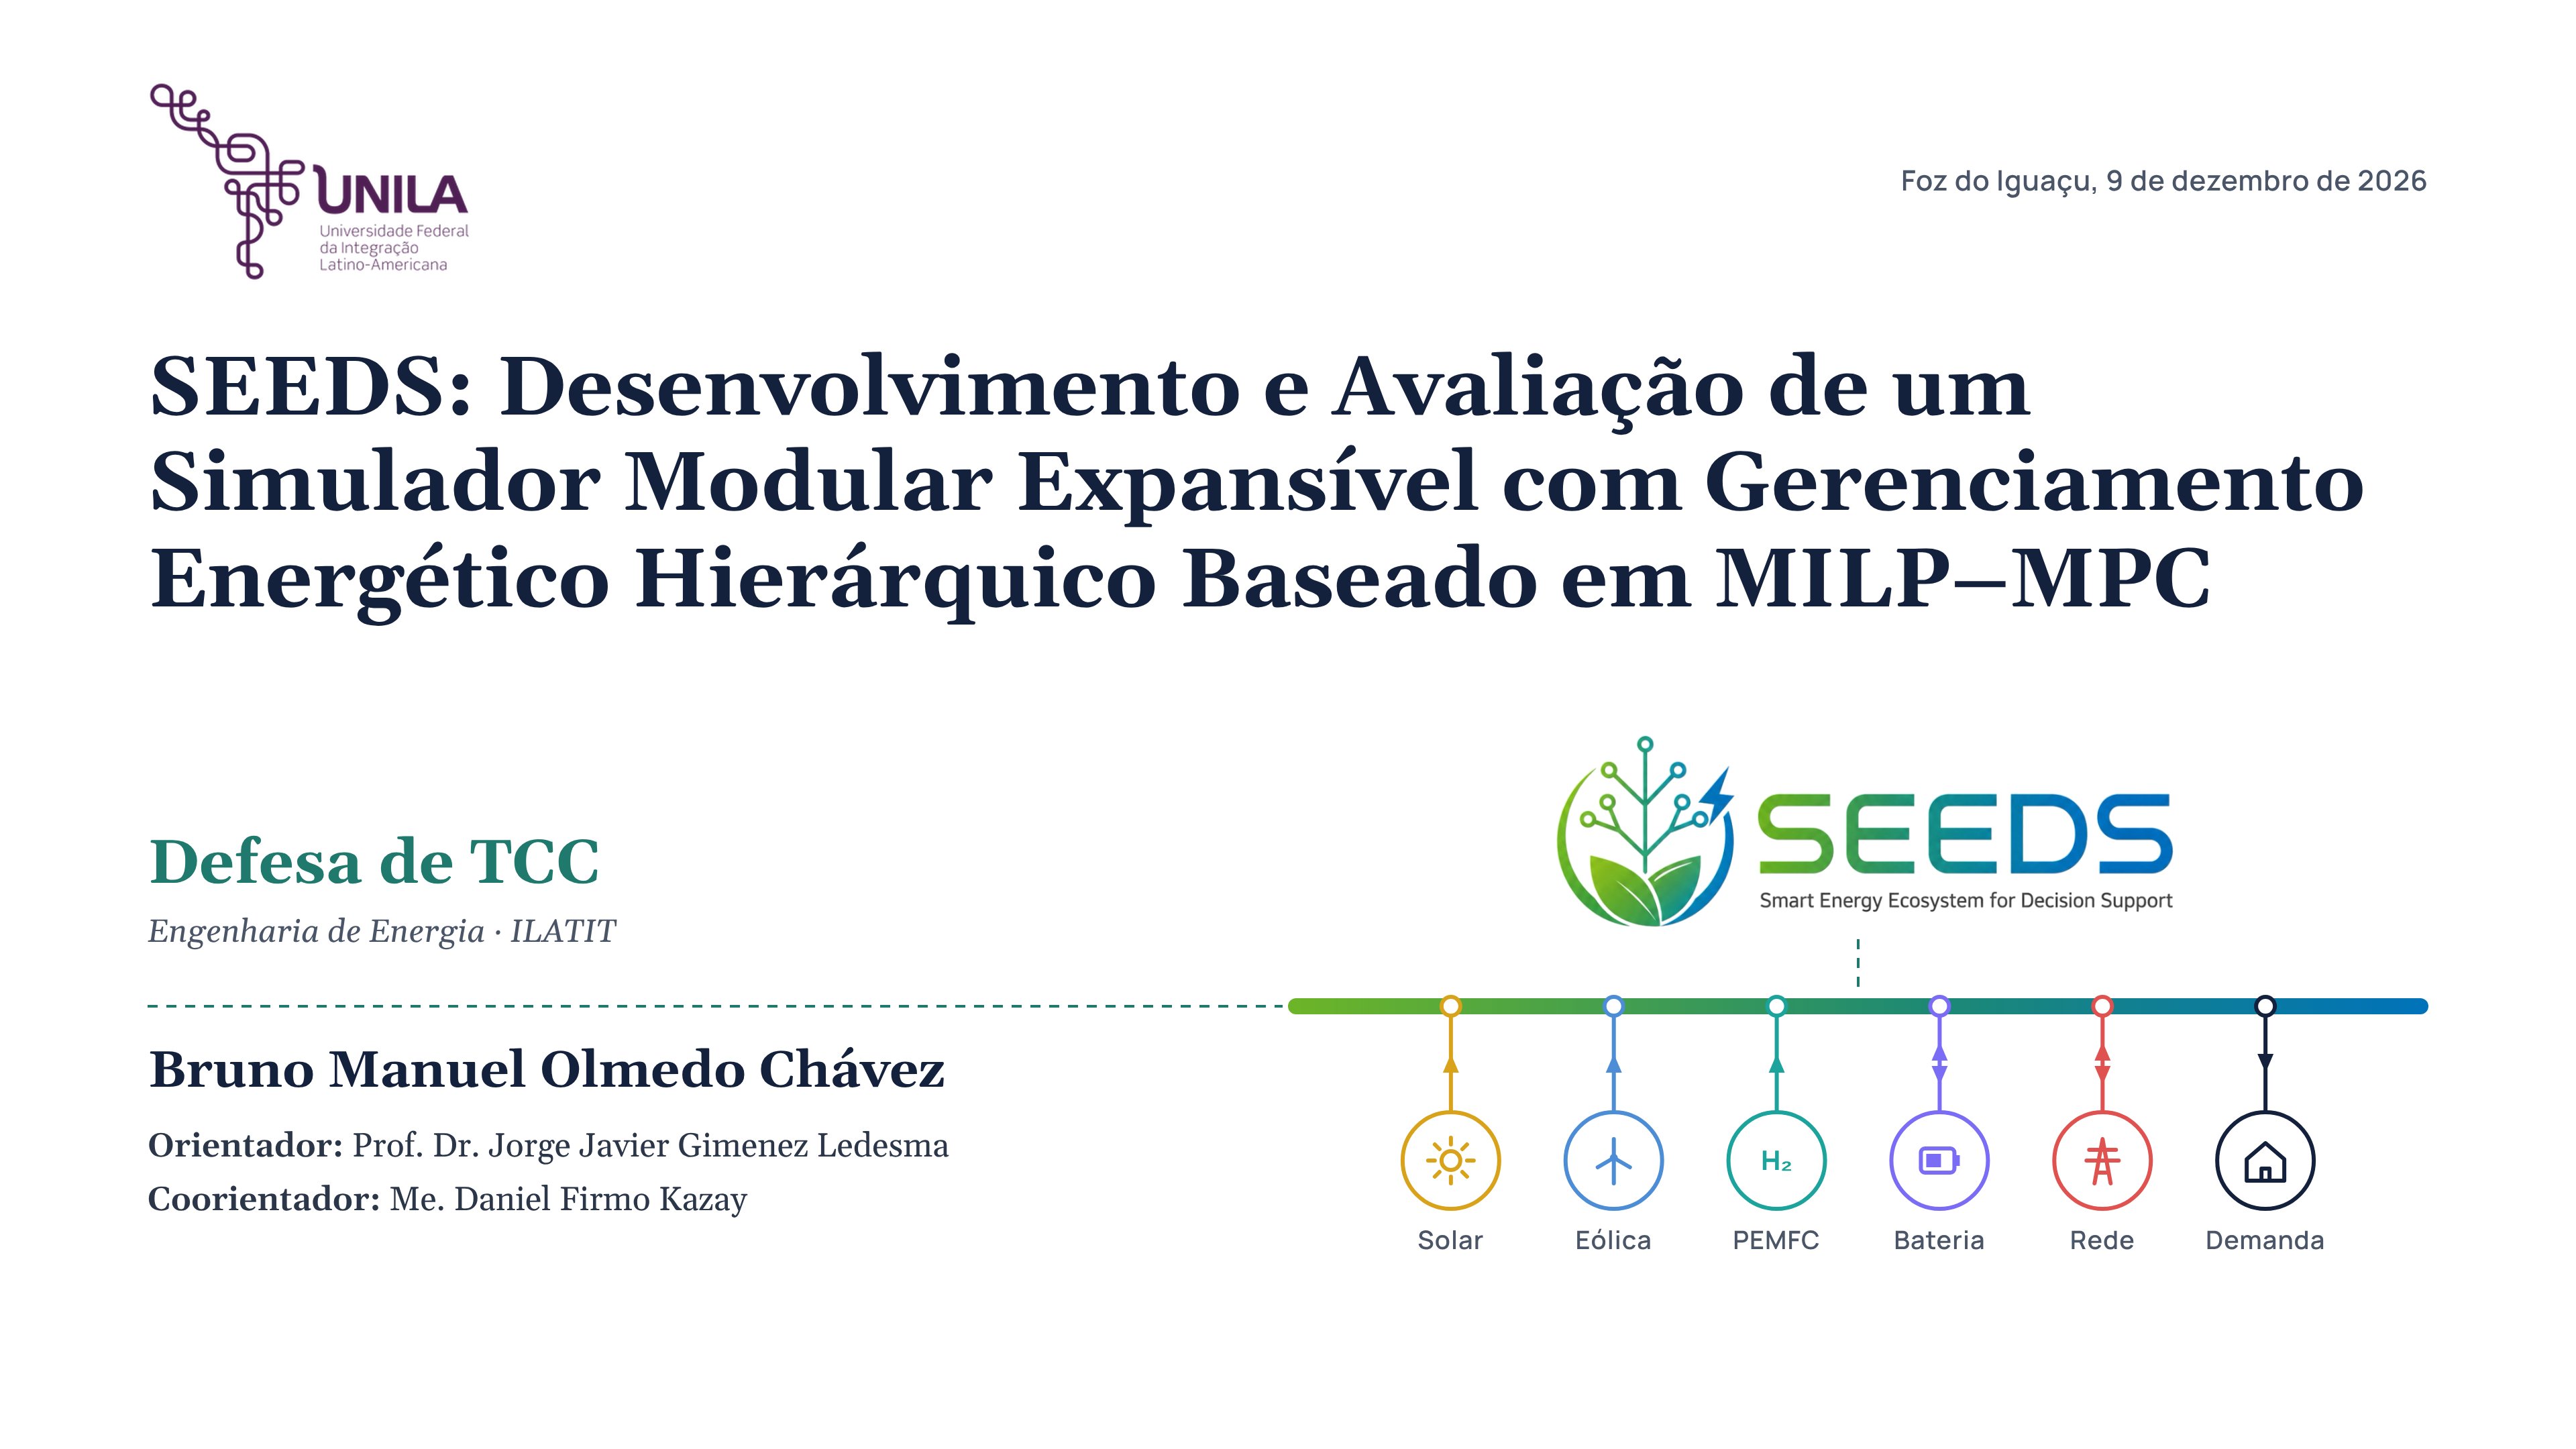 UNILA
Universidade Federal
da Integração
Latino-Americana
Foz do Iguaçu, 9 de dezembro de 2026
SEEDS: Desenvolvimento e Avaliação de um
Simulador Modular Expansível com Gerenciamento
Energético Hierárquico Baseado em MILP–MPC
Defesa de TCC
Engenharia de Energia · ILATIT
SEEDS
Smart Energy Ecosystem for Decision Support
Bruno Manuel Olmedo Chávez
Orientador: Prof. Dr. Jorge Javier Gimenez Ledesma
Coorientador: Me. Daniel Firmo Kazay
H₂
Solar Eólica PEMFC Bateria Rede Demanda